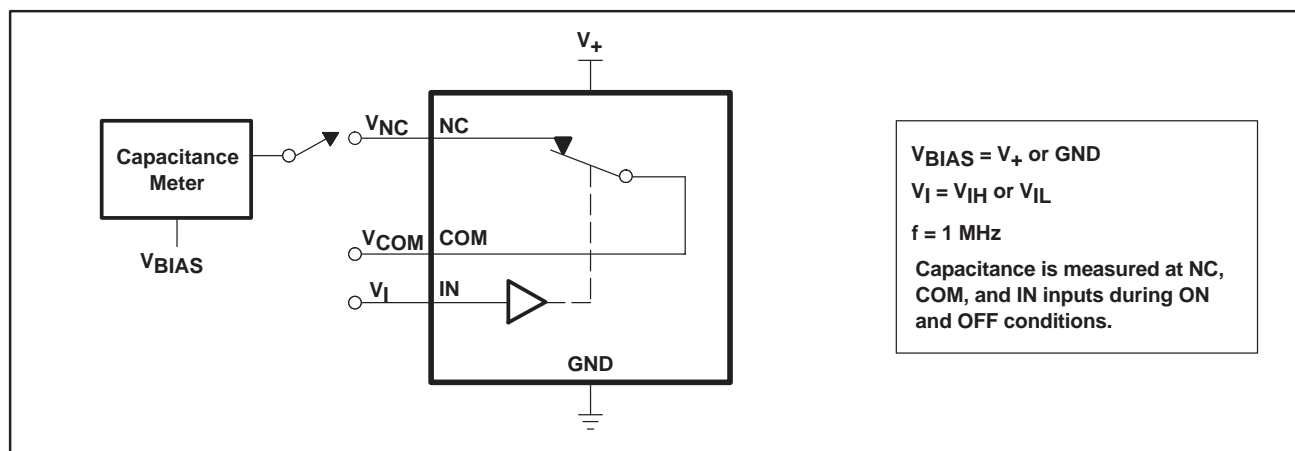 V+
Capacitance
Meter
VBIAS
VNC
NC
VCOM
COM
VI
IN
GND
VBIAS = V+ or GND
VI = VIH or VIL
f = 1 MHz
Capacitance is measured at NC,
COM, and IN inputs during ON
and OFF conditions.